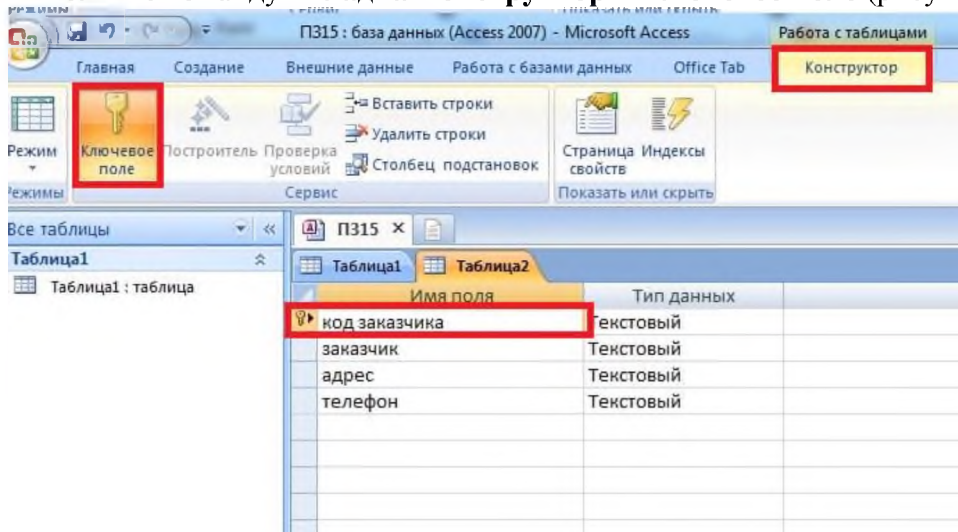 П315 : база данных (Access 2007) - Microsoft Access
Работа с таблицами
Главная Создание Внешние данные Работа с базами данных Office Tab Конструктор
Режим
Ключевое поле
Построитель
Проверка условий
Вставить строки
Удалить строки
Столбец подстановок
Страница свойств
Индексы
Режимы
Сервис
Показать или скрыть
Все таблицы
П315
Таблица1
Таблица1 : таблица
Таблица1 Таблица2
Имя поля Тип данных
код заказчика Текстовый
заказчик Текстовый
адрес Текстовый
телефон Текстовый